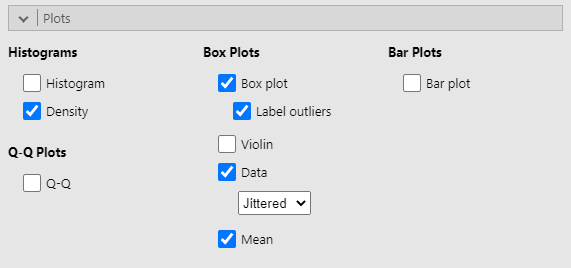 Plots
Histograms
Histogram
Density
Q-Q Plots
Q-Q
Box Plots
Box plot
Label outliers
Violin
Data
Jittered
Mean
Bar Plots
Bar plot